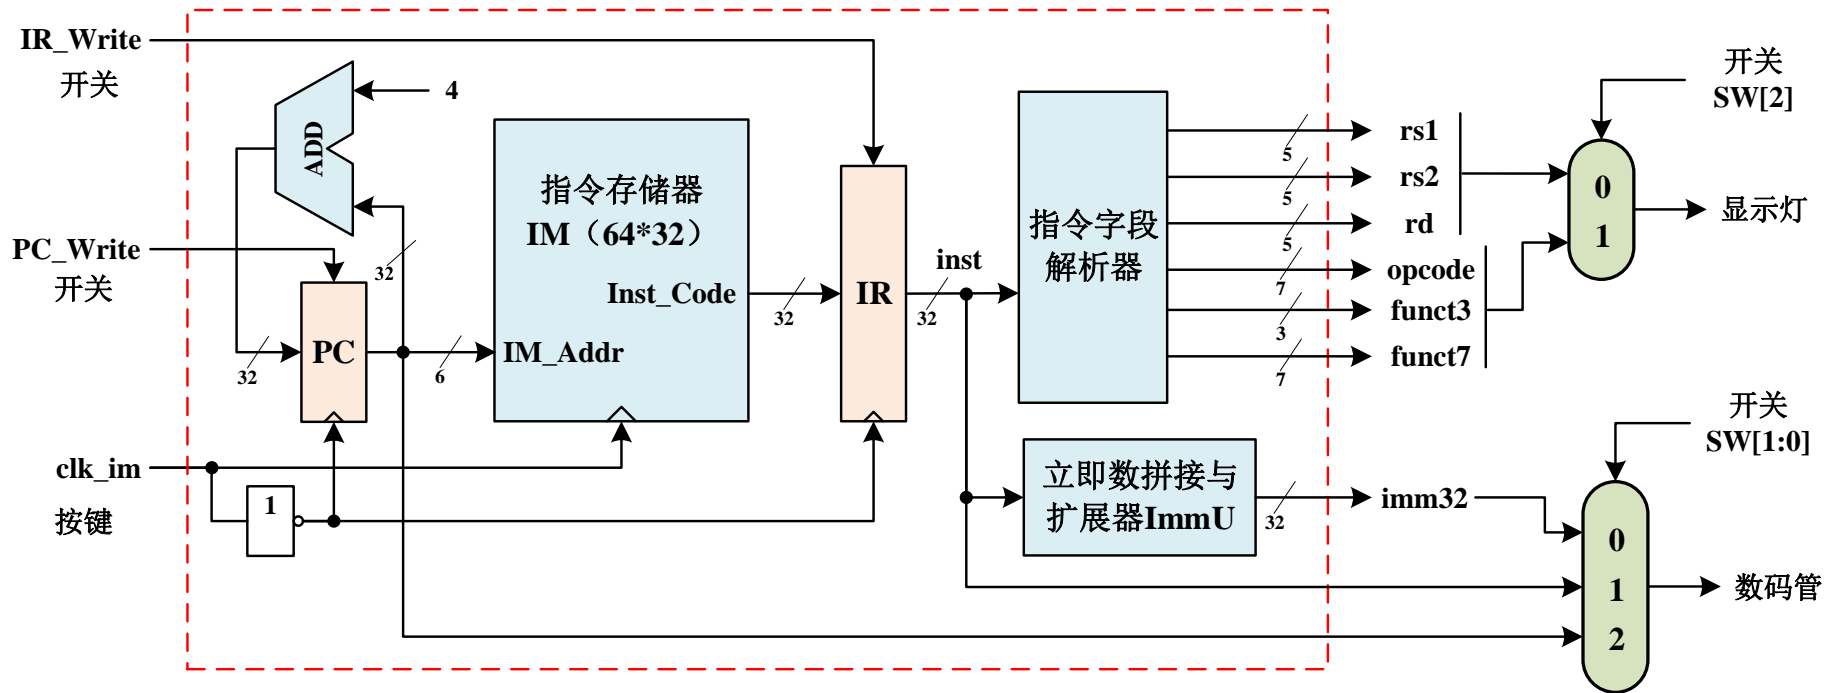 IR_Write
开关
4
ADD
PC_Write
开关
32
32
PC
6
指令存储器
IM（64*32）
Inst_Code
IM_Addr
32
IR
inst
32
clk_im
按键
1
指令字段
解析器
5
rs1
5
rs2
5
rd
7
opcode
3
funct3
7
funct7
立即数拼接与
扩展器ImmU
32
imm32
开关
SW[2]
0
1
显示灯
开关
SW[1:0]
0
1
2
数码管